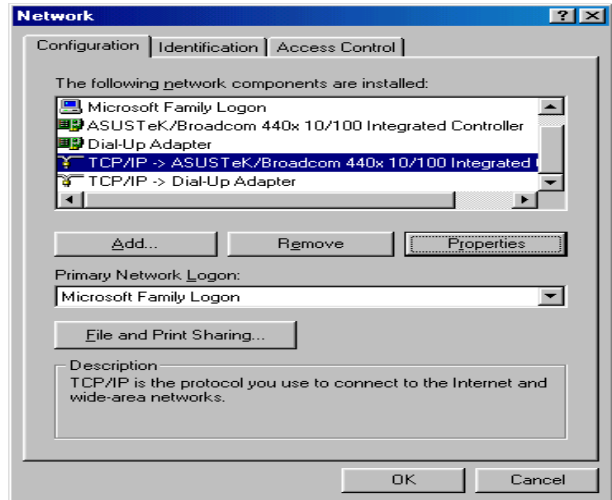 Network
Configuration Identification Access Control
The following network components are installed:
Microsoft Family Logon
ASUSTeK/Broadcom 440x 10/100 Integrated Controller
Dial-Up Adapter
TCP/IP -> ASUSTeK/Broadcom 440x 10/100 Integrated
TCP/IP -> Dial-Up Adapter
Add... Remove Properties
Primary Network Logon:
Microsoft Family Logon
File and Print Sharing...
Description
TCP/IP is the protocol you use to connect to the Internet and
wide-area networks.
OK Cancel